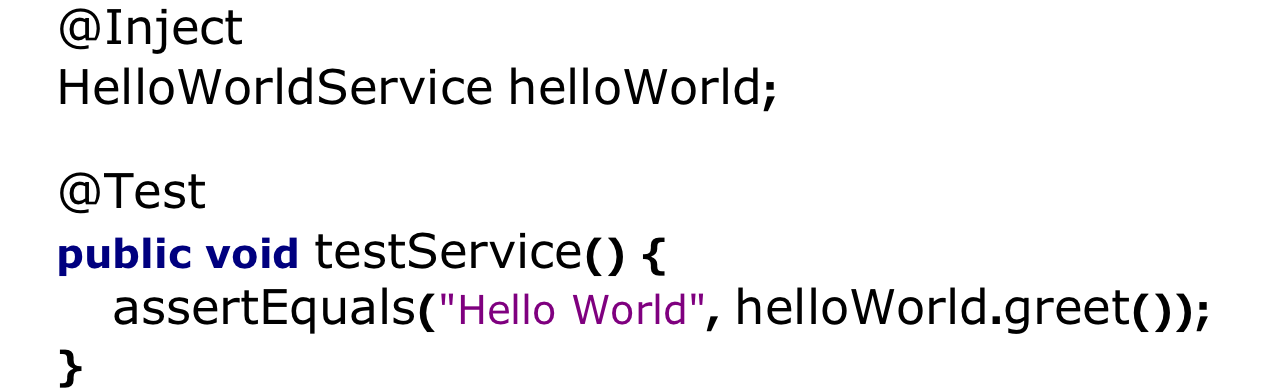 @Inject
HelloWorldService helloWorld;
@Test
public void testService() {
assertEquals("Hello World", helloWorld.greet());
}